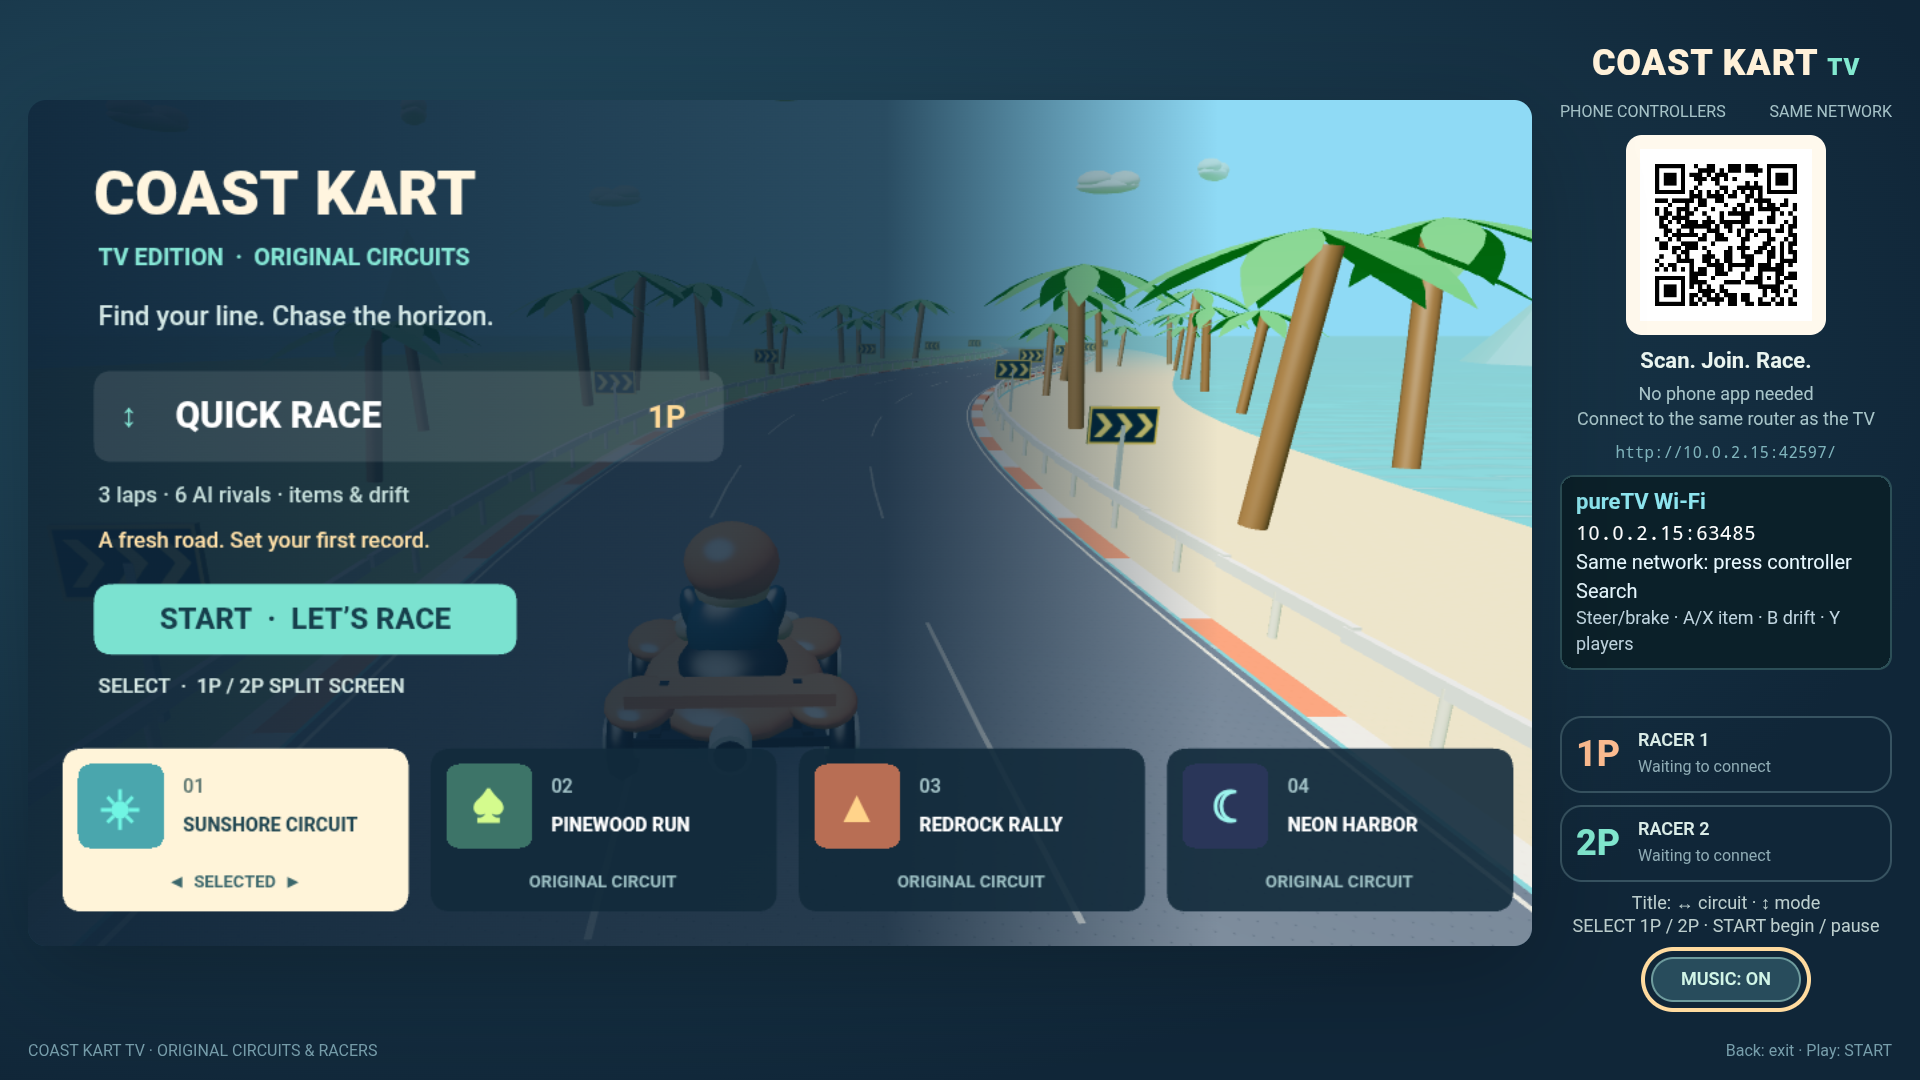 COAST KART
TV EDITION · ORIGINAL CIRCUITS
Find your line. Chase the horizon.
↕ QUICK RACE 1P
3 laps · 6 AI rivals · items & drift
A fresh road. Set your first record.
START · LET’S RACE
SELECT · 1P / 2P SPLIT SCREEN
01
SUNSHORE CIRCUIT
◄ SELECTED ►
02
PINEWOOD RUN
ORIGINAL CIRCUIT
03
REDROCK RALLY
ORIGINAL CIRCUIT
04
NEON HARBOR
ORIGINAL CIRCUIT
COAST KART TV
PHONE CONTROLLERS SAME NETWORK
Scan. Join. Race.
No phone app needed
Connect to the same router as the TV
http://10.0.2.15:42597/
pureTV Wi-Fi
10.0.2.15:63485
Same network: press controller
Search
Steer/brake · A/X item · B drift · Y
players
1P RACER 1
Waiting to connect
2P RACER 2
Waiting to connect
Title: ↔ circuit · ↕ mode
SELECT 1P / 2P · START begin / pause
MUSIC: ON
COAST KART TV · ORIGINAL CIRCUITS & RACERS
Back: exit · Play: START